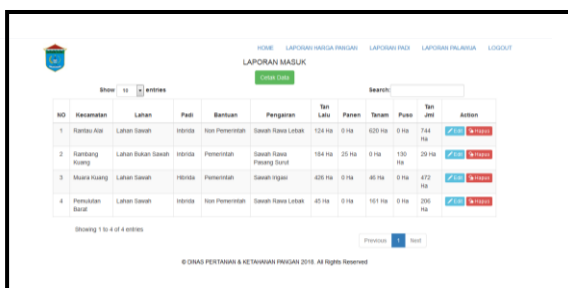 HOME LAPORAN HARGA PANGAN LAPORAN PADI LAPORAN PALAWIJA LOGOUT
LAPORAN MASUK
Cetak Data
Show 10 entries Search:
NO Kecamatan Lahan Padi Bantuan Pengairan Tan Lalu Panen Tanam Puso Tan Jml Action
1 Rantau Alai Lahan Sawah Inbrida Non Pemerintah Sawah Rawa Lebak 124 Ha 0 Ha 620 Ha 0 Ha 744 Ha Edit Hapus
2 Rambang Kuang Lahan Bukan Sawah Inbrida Pemerintah Sawah Rawa Pasang Surut 184 Ha 25 Ha 0 Ha 130 Ha 29 Ha Edit Hapus
3 Muara Kuang Lahan Sawah Hibrida Pemerintah Sawah Irigasi 426 Ha 0 Ha 46 Ha 0 Ha 472 Ha Edit Hapus
4 Pemulutan Barat Lahan Sawah Inbrida Non Pemerintah Sawah Rawa Lebak 45 Ha 0 Ha 161 Ha 0 Ha 206 Ha Edit Hapus
Showing 1 to 4 of 4 entries
Previous 1 Next
© DINAS PERTANIAN & KETAHANAN PANGAN 2018. All Rights Reserved